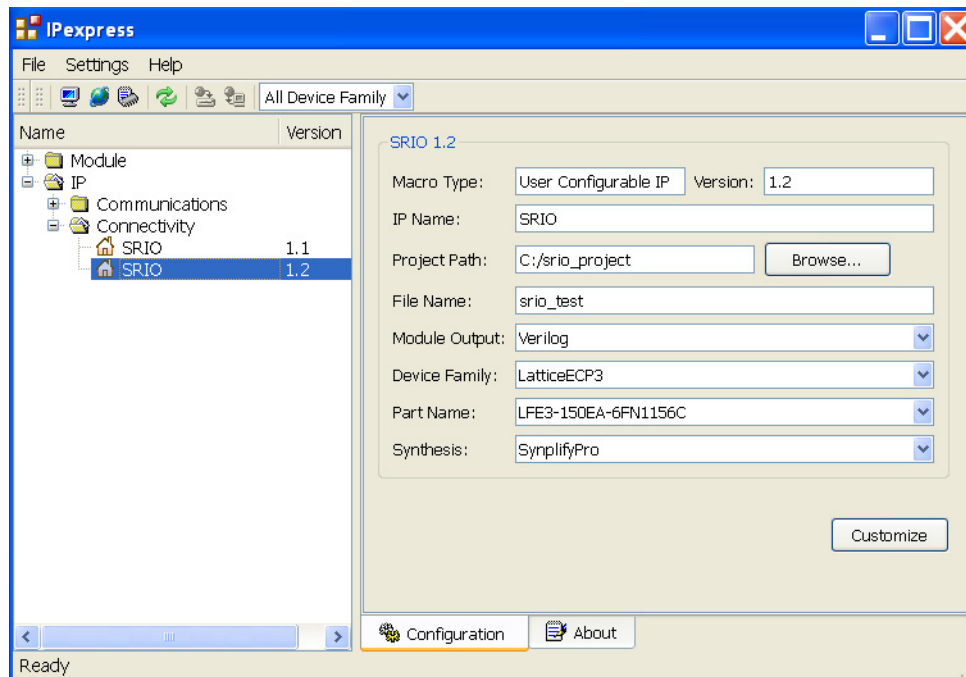 IPexpress
File Settings Help
All Device Family
Name Version
Module
IP
Communications
Connectivity
SRIO 1.1
SRIO 1.2
SRIO 1.2
Macro Type: User Configurable IP Version: 1.2
IP Name: SRIO
Project Path: C:/srio_project Browse...
File Name: srio_test
Module Output: Verilog
Device Family: LatticeECP3
Part Name: LFE3-150EA-6FN1156C
Synthesis: SynplifyPro
Customize
Configuration About
Ready